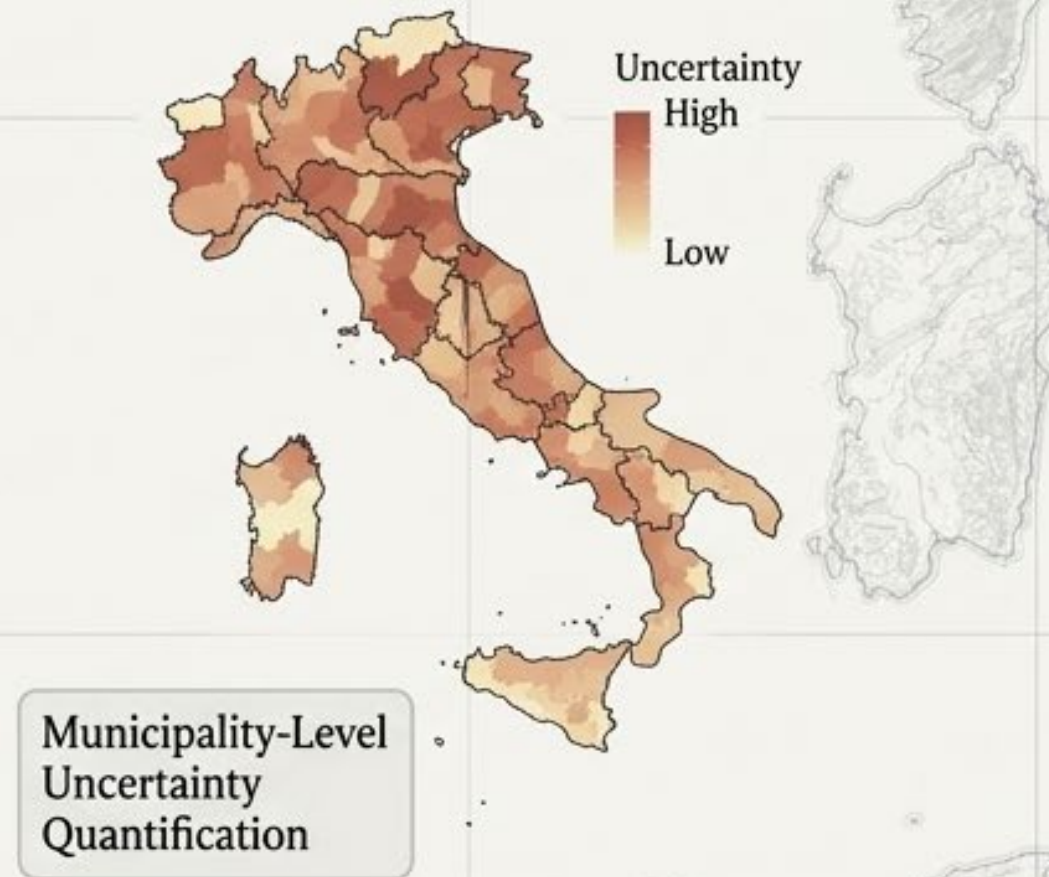 Uncertainty
High
Low
Municipality-Level
Uncertainty
Quantification